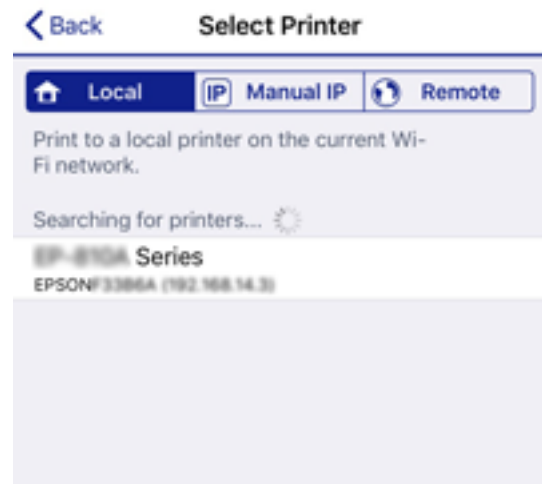 Back
Select Printer
Local
IP Manual IP
Remote
Print to a local printer on the current Wi-
Fi network.
Searching for printers...
Series
EPSON